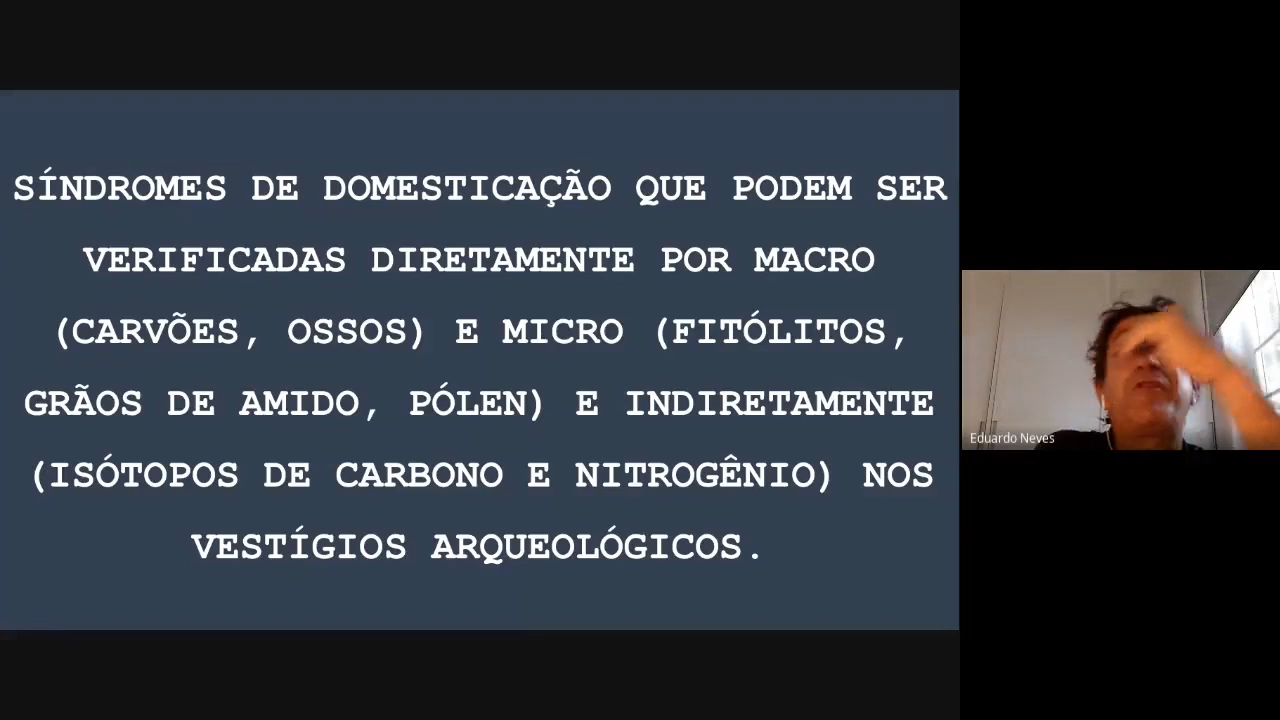 SÍNDROMES DE DOMESTICAÇÃO QUE PODEM SER
VERIFICADAS DIRETAMENTE POR MACRO
(CARVÕES, OSSOS) E MICRO (FITÓLITOS,
GRÃOS DE AMIDO, PÓLEN) E INDIRETAMENTE
(ISÓTOPOS DE CARBONO E NITROGÊNIO) NOS
VESTÍGIOS ARQUEOLÓGICOS.
Eduardo Neves